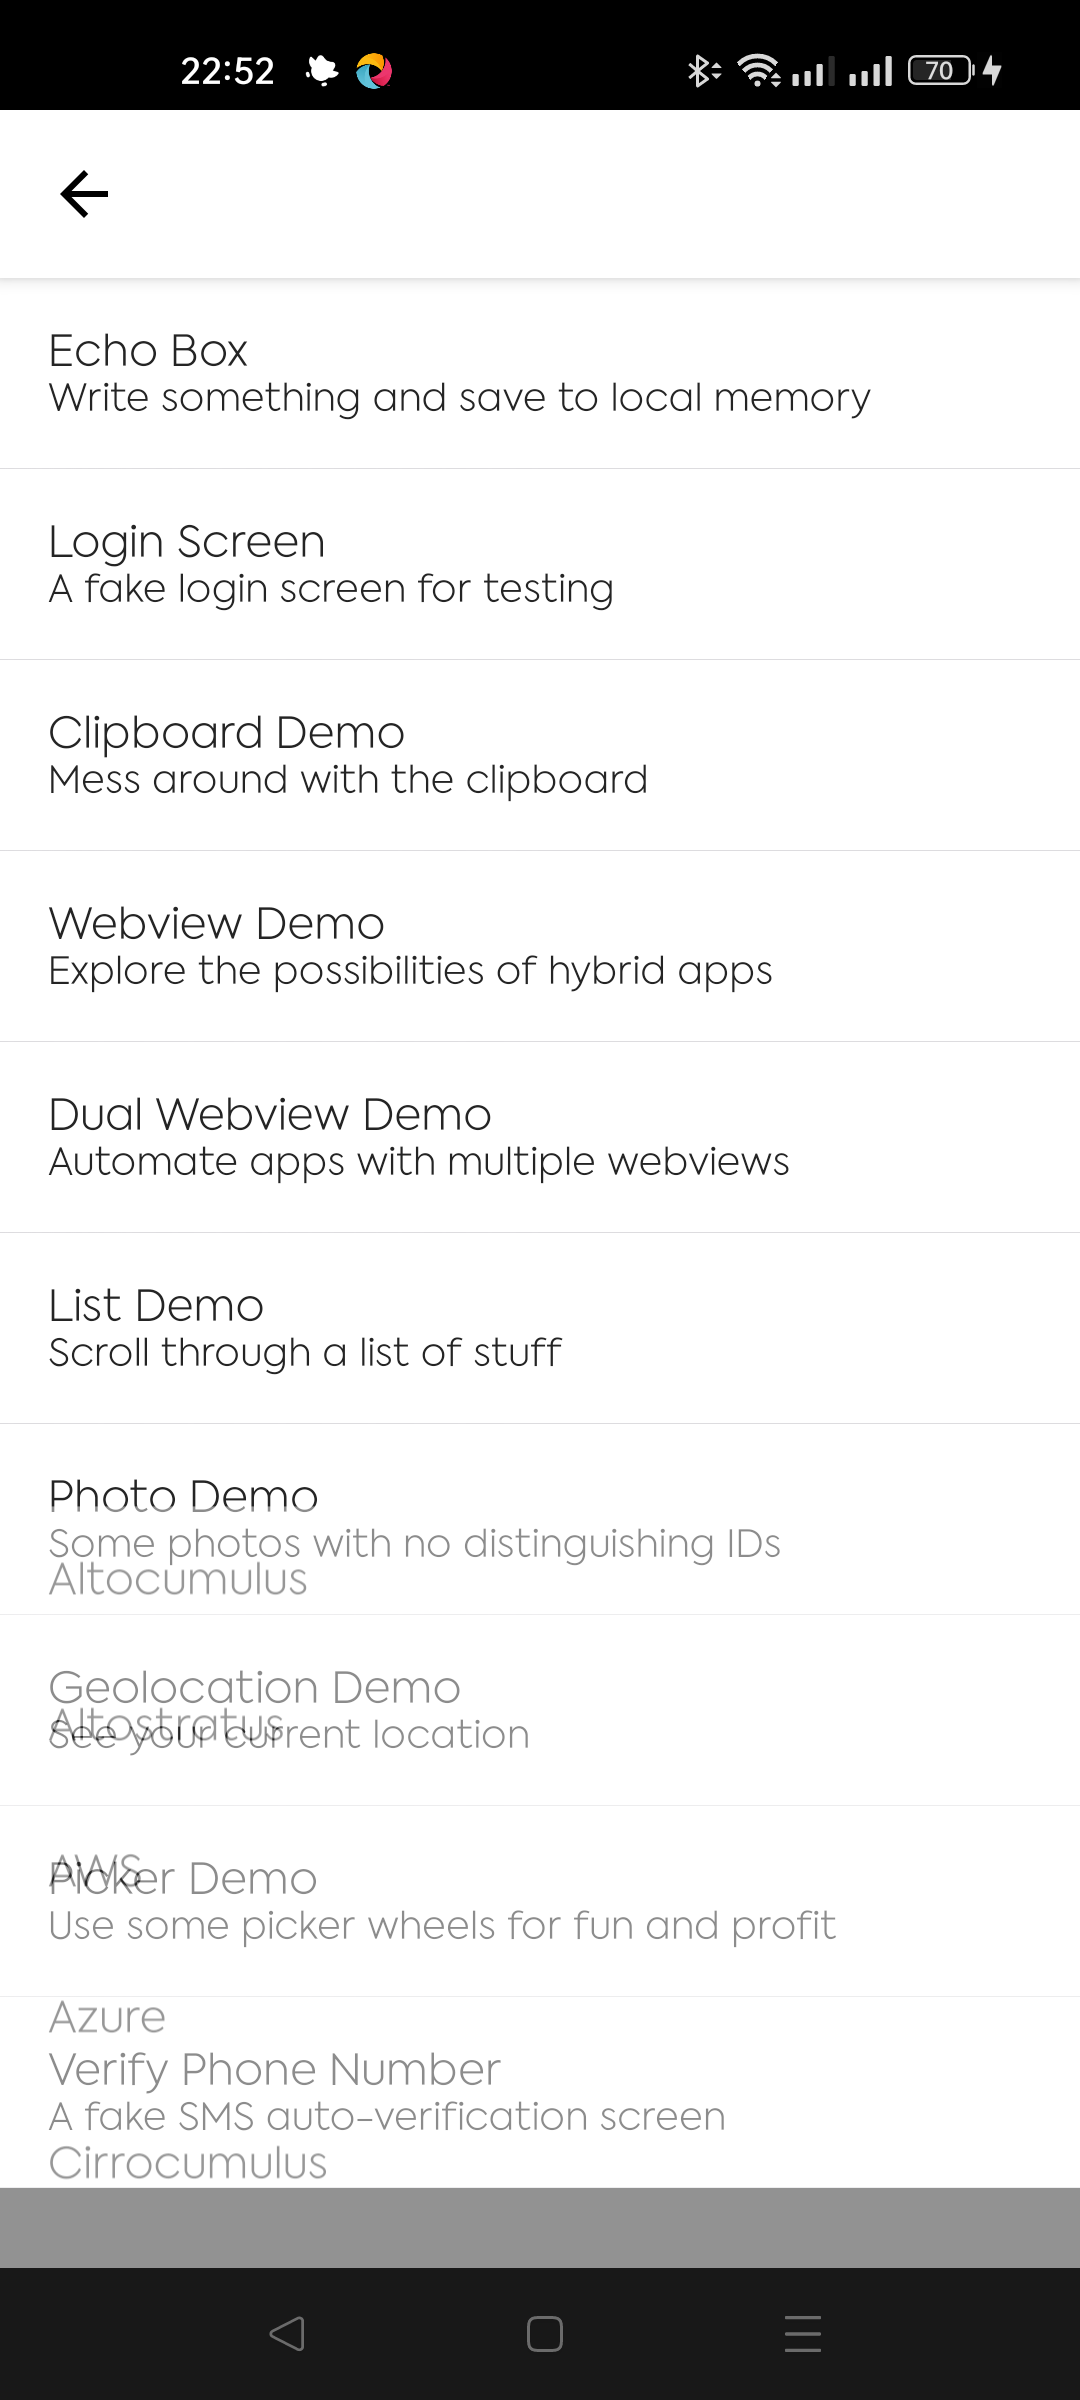 22:52
70
Echo Box
Write something and save to local memory
Login Screen
A fake login screen for testing
Clipboard Demo
Mess around with the clipboard
Webview Demo
Explore the possibilities of hybrid apps
Dual Webview Demo
Automate apps with multiple webviews
List Demo
Scroll through a list of stuff
Photo Demo
Some photos with no distinguishing IDs
Altocumulus
Geolocation Demo
Altostratus
See your current location
AWS
Picker Demo
Use some picker wheels for fun and profit
Azure
Verify Phone Number
A fake SMS auto-verification screen
Cirrocumulus